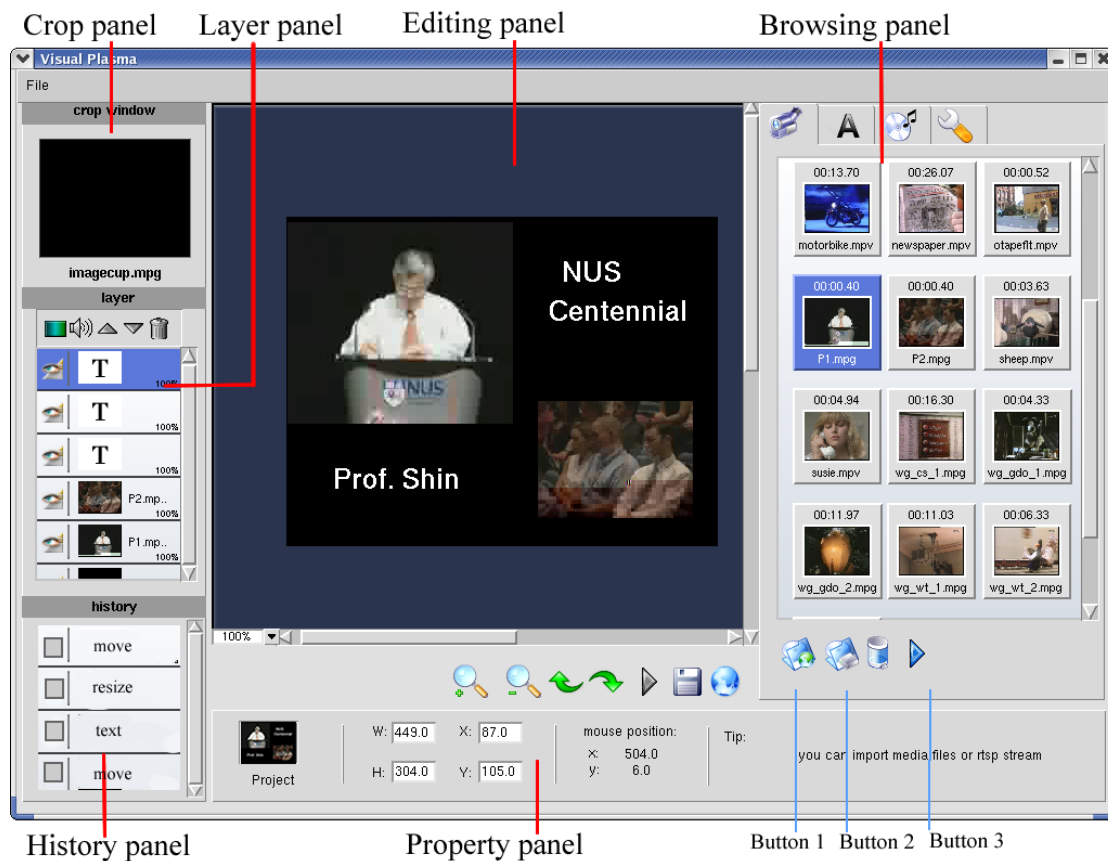 Crop panel
Layer panel
Editing panel
Browsing panel
Visual Plasma
File
crop window
imagecup.mpg
layer
T
100%
T
100%
T
100%
P2.mp..
100%
P1.mp...
100%
history
move
resize
text
move
NUS
Centennial
NUS
Prof. Shin
100%
A
00:13.70
00:26.07
00:00.52
motorbike.mpv
newspaper.mpv
otapeflt.mpv
00:00.40
00:00.40
00:03.63
P1.mpg
P2.mpg
sheep.mpv
00:04.94
00:16.30
00:04.33
susie.mpv
wg_cs_1.mpg
wg_gdo_1.mpg
00:11.97
00:11.03
00:06.33
wg_gdo_2.mpg
wg_wt_1.mpg
wg_wt_2.mpg
Project
W: 449.0
X: 87.0
H: 304.0
Y: 105.0
mouse position:
x: 504.0
y: 6.0
Tip:
you can import media files or rtsp stream
History panel
Property panel
Button 1
Button 2
Button 3